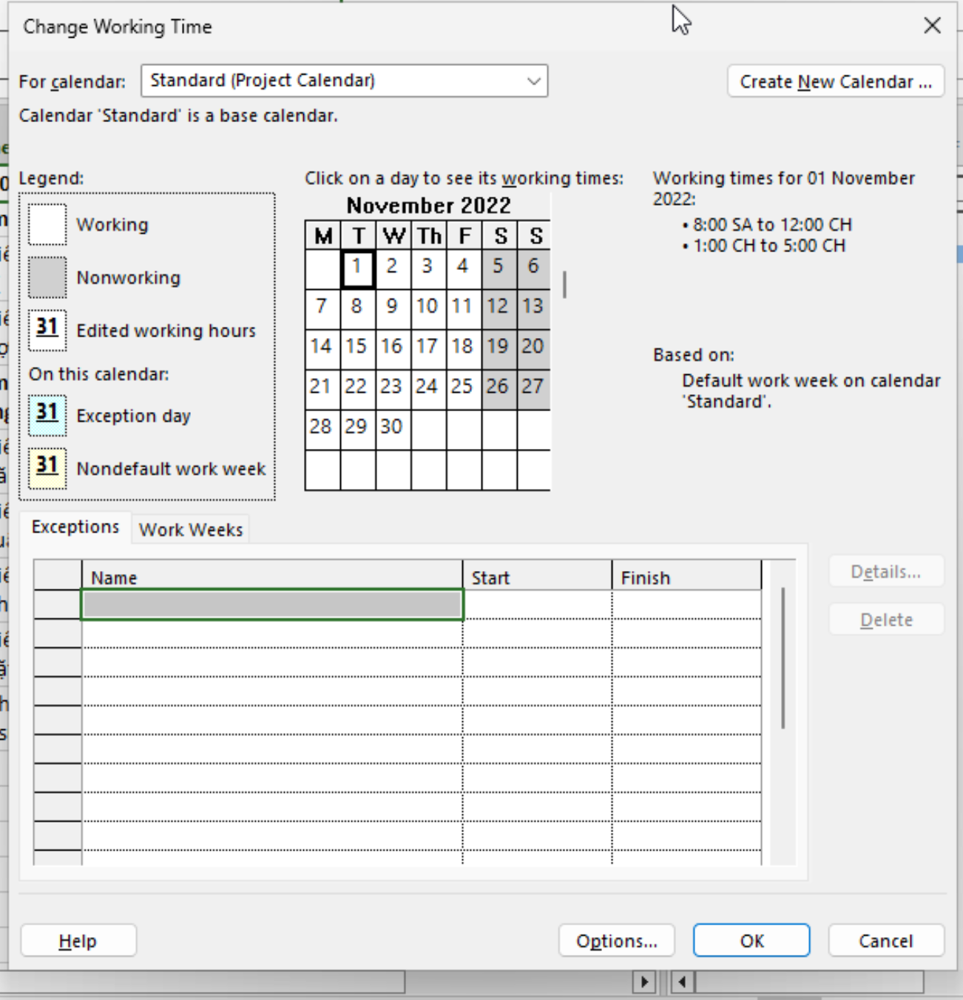 Change Working Time
For calendar: Standard (Project Calendar)
Create New Calendar ...
Calendar 'Standard' is a base calendar.
Legend:
Working
Nonworking
31 Edited working hours
On this calendar:
31 Exception day
31 Nondefault work week
Click on a day to see its working times:
November 2022
M T W Th F S S
1 2 3 4 5 6
7 8 9 10 11 12 13
14 15 16 17 18 19 20
21 22 23 24 25 26 27
28 29 30
Working times for 01 November
2022:
• 8:00 SA to 12:00 CH
• 1:00 CH to 5:00 CH
Based on:
Default work week on calendar
'Standard'.
Exceptions Work Weeks
Name Start Finish
Details...
Delete
Help Options... OK Cancel